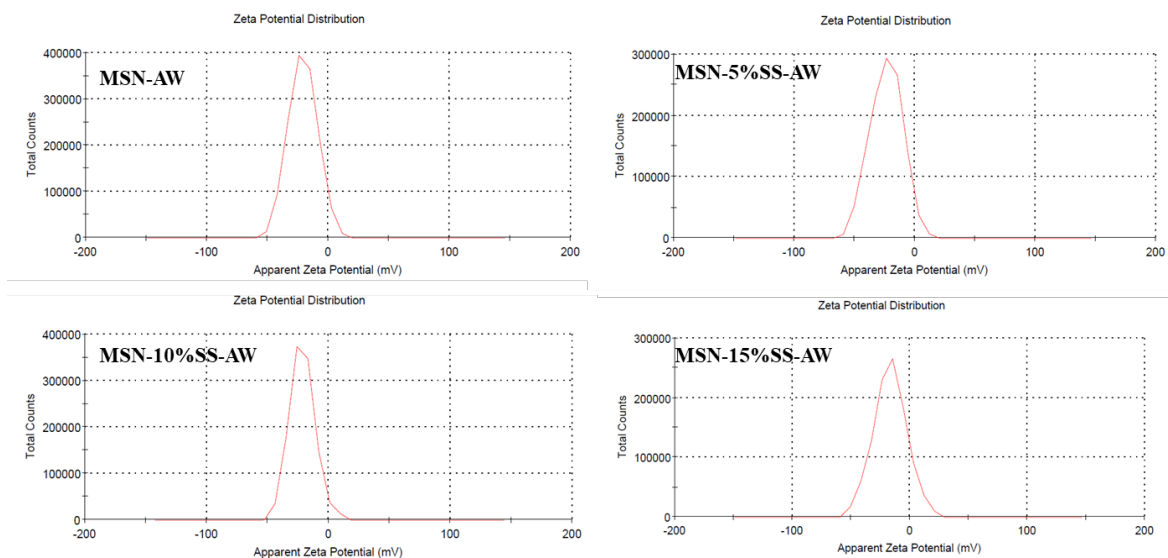 Zeta Potential Distribution
400000
MSN-AW
300000
200000
100000
0
Total Counts
-200 -100 0 100 200
Apparent Zeta Potential (mV)
Zeta Potential Distribution
300000
MSN-5%SS-AW
200000
100000
0
Total Counts
-200 -100 0 100 200
Apparent Zeta Potential (mV)
Zeta Potential Distribution
400000
MSN-10%SS-AW
300000
200000
100000
0
Total Counts
-200 -100 0 100 200
Apparent Zeta Potential (mV)
Zeta Potential Distribution
300000
MSN-15%SS-AW
200000
100000
0
Total Counts
-200 -100 0 100 200
Apparent Zeta Potential (mV)